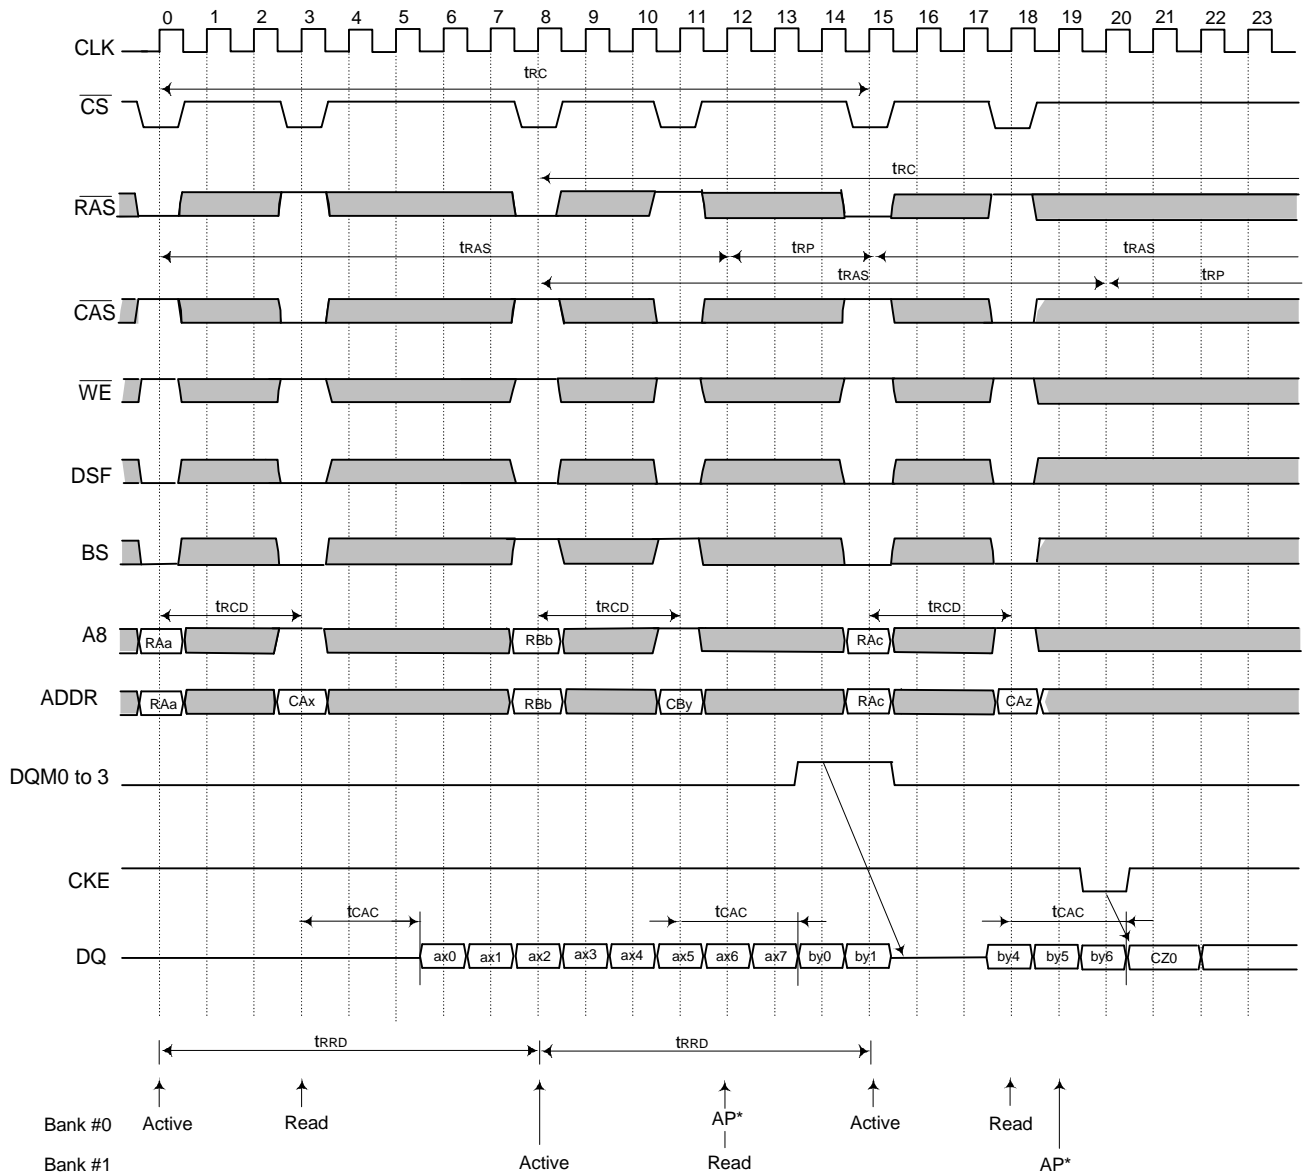 0 1 2 3 4 5 6 7 8 9 10 11 12 13 14 15 16 17 18 19 20 21 22 23
CLK
tRC
CS
tRC
RAS
tRAS tRP tRAS
tRAS tRP
CAS
WE
DSF
BS
tRCD tRCD tRCD
A8 RAa RBb RAc
ADDR RAa CAx RBb CBy RAc CAz
DQM0 to 3
CKE
tCAC tCAC tCAC
DQ ax0 ax1 ax2 ax3 ax4 ax5 ax6 ax7 by0 by1 by4 by5 by6 CZ0
tRRD tRRD
Bank #0 Active Read AP* Active Read
Bank #1 Active Read AP*